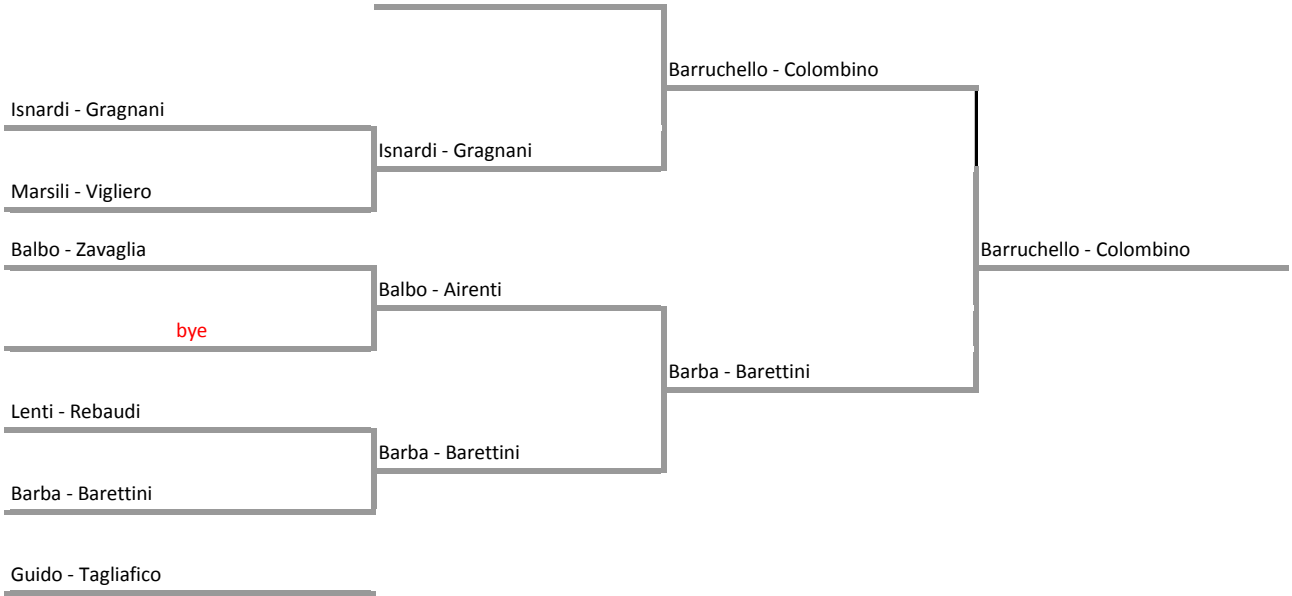 Barruchello - Colombino
Isnardi - Gragnani
Isnardi - Gragnani
Marsili - Vigliero
Balbo - Zavaglia
Barruchello - Colombino
Balbo - Airenti
bye
Barba - Barettini
Lenti - Rebaudi
Barba - Barettini
Barba - Barettini
Guido - Tagliafico